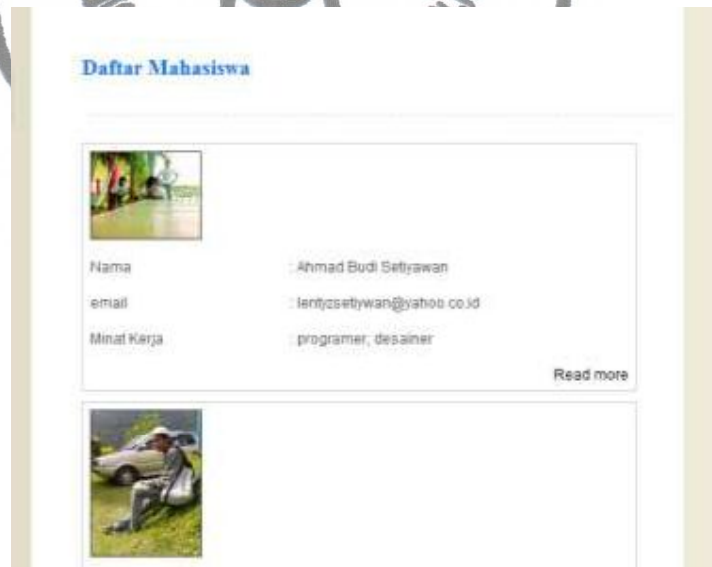 Daftar Mahasiswa
Nama : Ahmad Budi Setiyawan
email : lentyzsetiywan@yahoo.co.id
Minat Kerja : programer, desainer
Read more